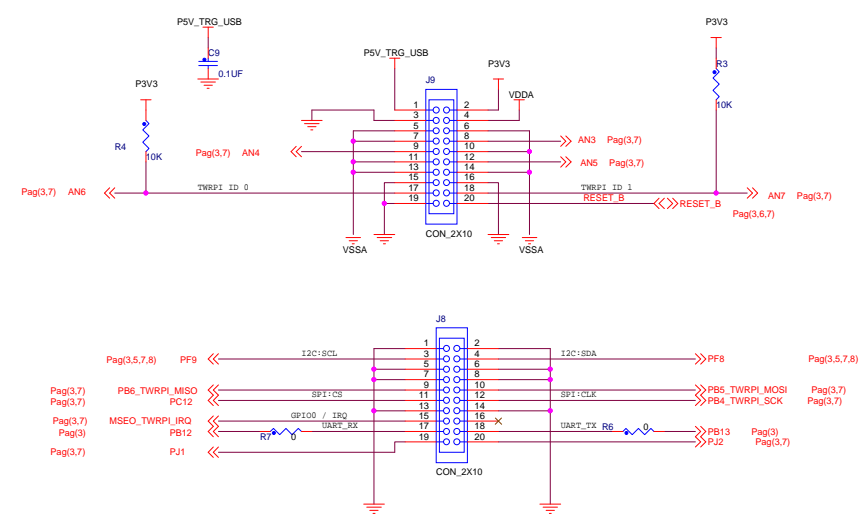 P5V_TRG_USB
C9
0.1UF
P3V3
R4
10K
P5V_TRG_USB
P3V3
J9
VDDA
P3V3
R3
10K
1 2
3 4
5 6
7 8 AN3 Pag(3,7)
Pag(3,7) AN4 9 10
11 12 AN5 Pag(3,7)
13 14
15 16
Pag(3,7) AN6 TWRPI ID 0 17 18 TWRPI ID 1 AN7 Pag(3,7)
19 20 RESET_B RESET_B
Pag(3,6,7)
CON_2X10
VSSA
VSSA
J8
1 2
Pag(3,5,7,8) PF9 I2C:SCL 3 4 I2C:SDA PF8 Pag(3,5,7,8)
5 6
7 8
Pag(3,7) PB6_TWRPI_MISO 9 10 PB5_TWRPI_MOSI Pag(3,7)
Pag(3,7) PC12 SPI:CS 11 12 SPI:CLK PB4_TWRPI_SCK Pag(3,7)
13 14
Pag(3,7) MSEO_TWRPI_IRQ GPIO0 / IRQ 15 16
Pag(3) PB12 R7 0 UART_RX 17 18 UART_TX R6 0 PB13 Pag(3)
Pag(3,7) PJ1 19 20 PJ2 Pag(3,7)
CON_2X10